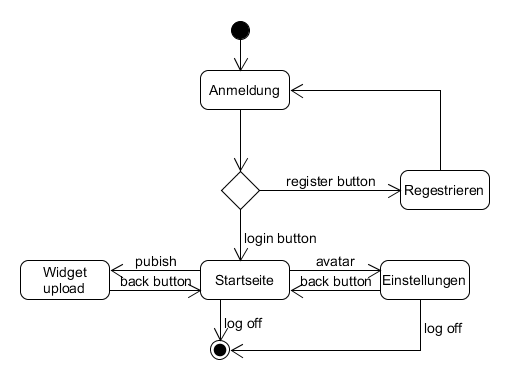 Anmeldung
register button
Regestrieren
login button
pubish
avatar
Widget
upload
back button
Startseite
back button
Einstellungen
log off
log off